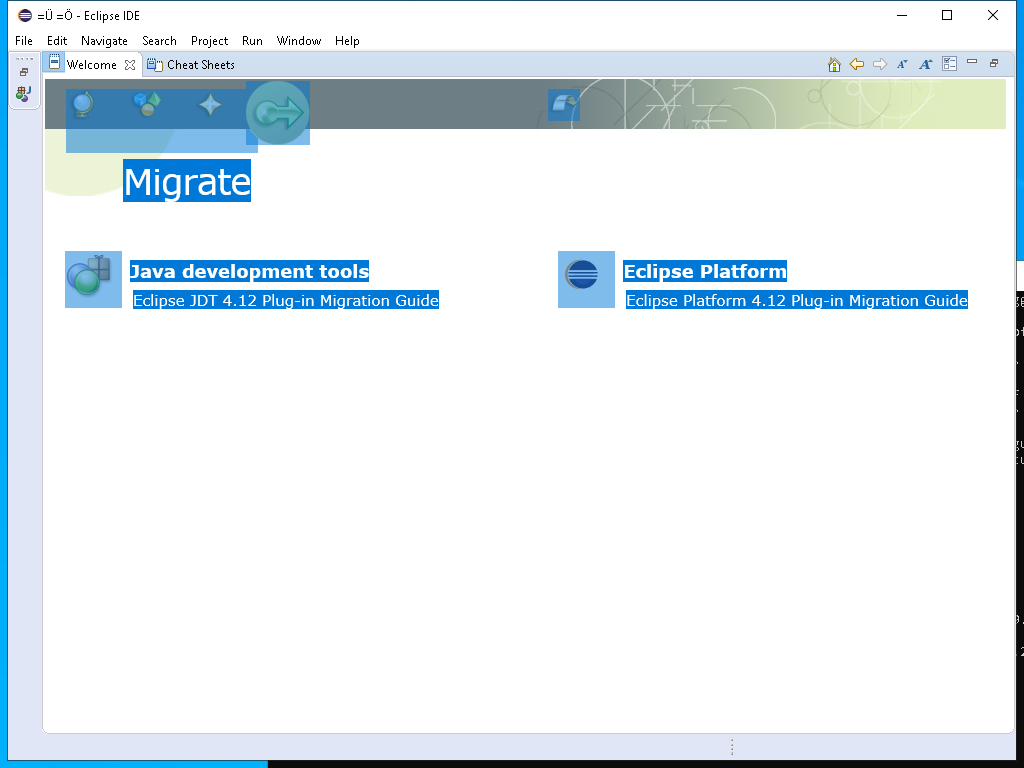 =Ü =Ö - Eclipse IDE
File Edit Navigate Search Project Run Window Help
Welcome Cheat Sheets
Migrate
Java development tools Eclipse Platform
Eclipse JDT 4.12 Plug-in Migration Guide Eclipse Platform 4.12 Plug-in Migration Guide